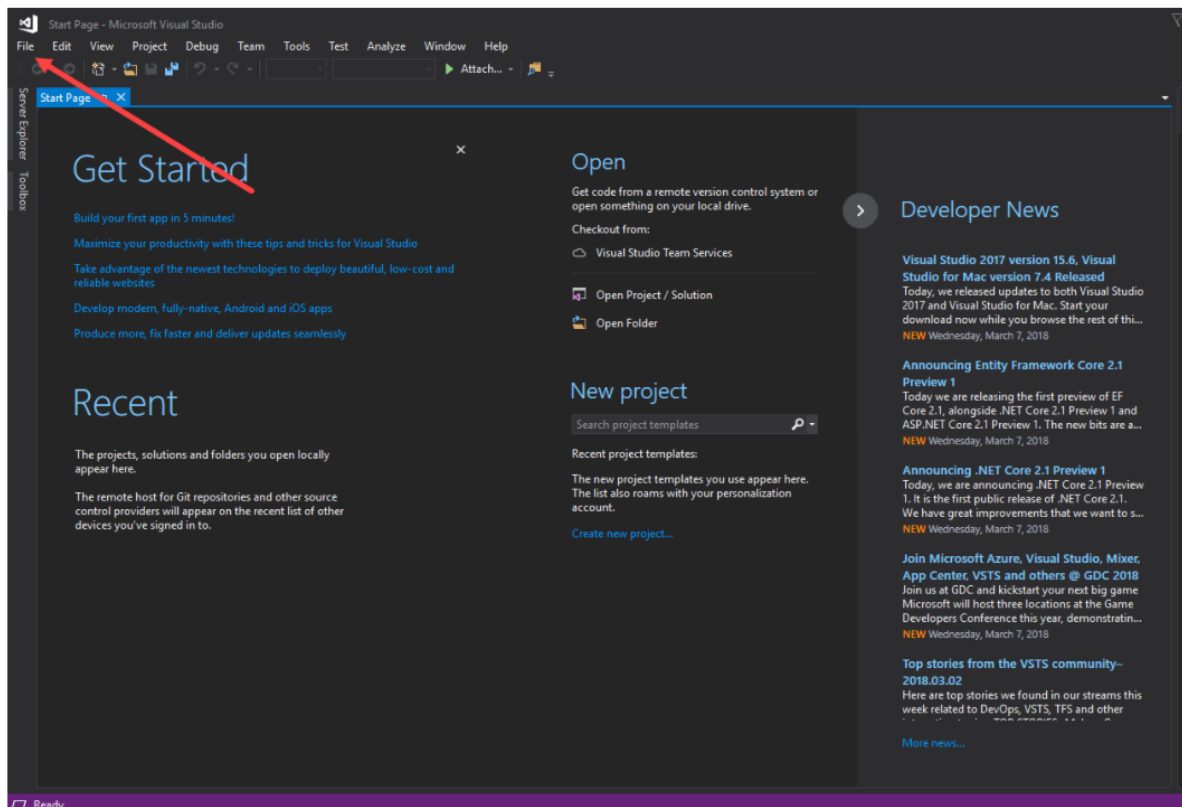 Start Page - Microsoft Visual Studio
File Edit View Project Debug Team Tools Test Analyze Window Help
Attach...
Server Explorer
Toolbox
Start Page
Get Started
Build your first app in 5 minutes!
Maximize your productivity with these tips and tricks for Visual Studio
Take advantage of the newest technologies to deploy beautiful, low-cost and
reliable websites
Develop modern, fully-native, Android and iOS apps
Produce more, fix faster and deliver updates seamlessly
Recent
The projects, solutions and folders you open locally
appear here.
The remote host for Git repositories and other source
control providers will appear on the recent list of other
devices you've signed in to.
Open
Get code from a remote version control system or
open something on your local drive.
Checkout from:
Visual Studio Team Services
Open Project / Solution
Open Folder
New project
Search project templates
Recent project templates:
The new project templates you use appear here.
The list also roams with your personalization
account.
Create new project...
Developer News
Visual Studio 2017 version 15.6, Visual
Studio for Mac version 7.4 Released
Today, we released updates to both Visual Studio
2017 and Visual Studio for Mac. Start your
download now while you browse the rest of thi...
NEW Wednesday, March 7, 2018
Announcing Entity Framework Core 2.1
Preview 1
Today we are releasing the first preview of EF
Core 2.1, alongside .NET Core 2.1 Preview 1 and
ASP.NET Core 2.1 Preview 1. The new bits are a...
NEW Wednesday, March 7, 2018
Announcing .NET Core 2.1 Preview 1
Today, we are announcing .NET Core 2.1 Preview
1. It is the first public release of .NET Core 2.1.
We have great improvements that we want to s...
NEW Wednesday, March 7, 2018
Join Microsoft Azure, Visual Studio, Mixer,
App Center, VSTS and others @ GDC 2018
Join us at GDC and kickstart your next big game
Microsoft will host three locations at the Game
Developers Conference this year, demonstratin...
NEW Wednesday, March 7, 2018
Top stories from the VSTS community–
2018.03.02
Here are top stories we found in our streams this
week related to DevOps, VSTS, TFS and other
More news...
Ready